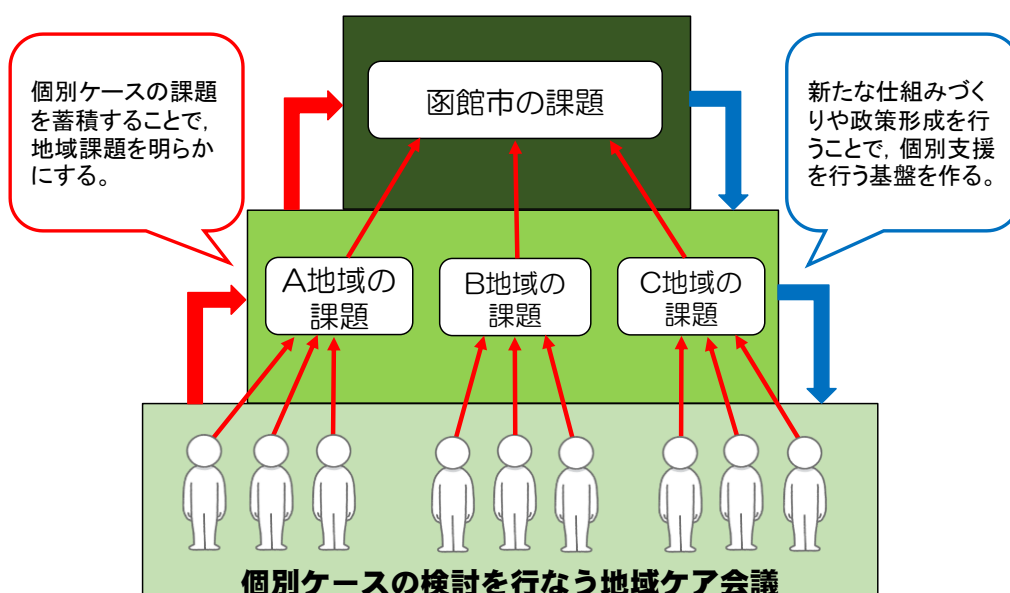 函館市の課題
個別ケースの課題
を蓄積することで，
地域課題を明らか
にする。
新たな仕組みづく
りや政策形成を行
うことで，個別支援
を行う基盤を作る。
A地域の
課題
B地域の
課題
C地域の
課題
個別ケースの検討を行なう地域ケア会議